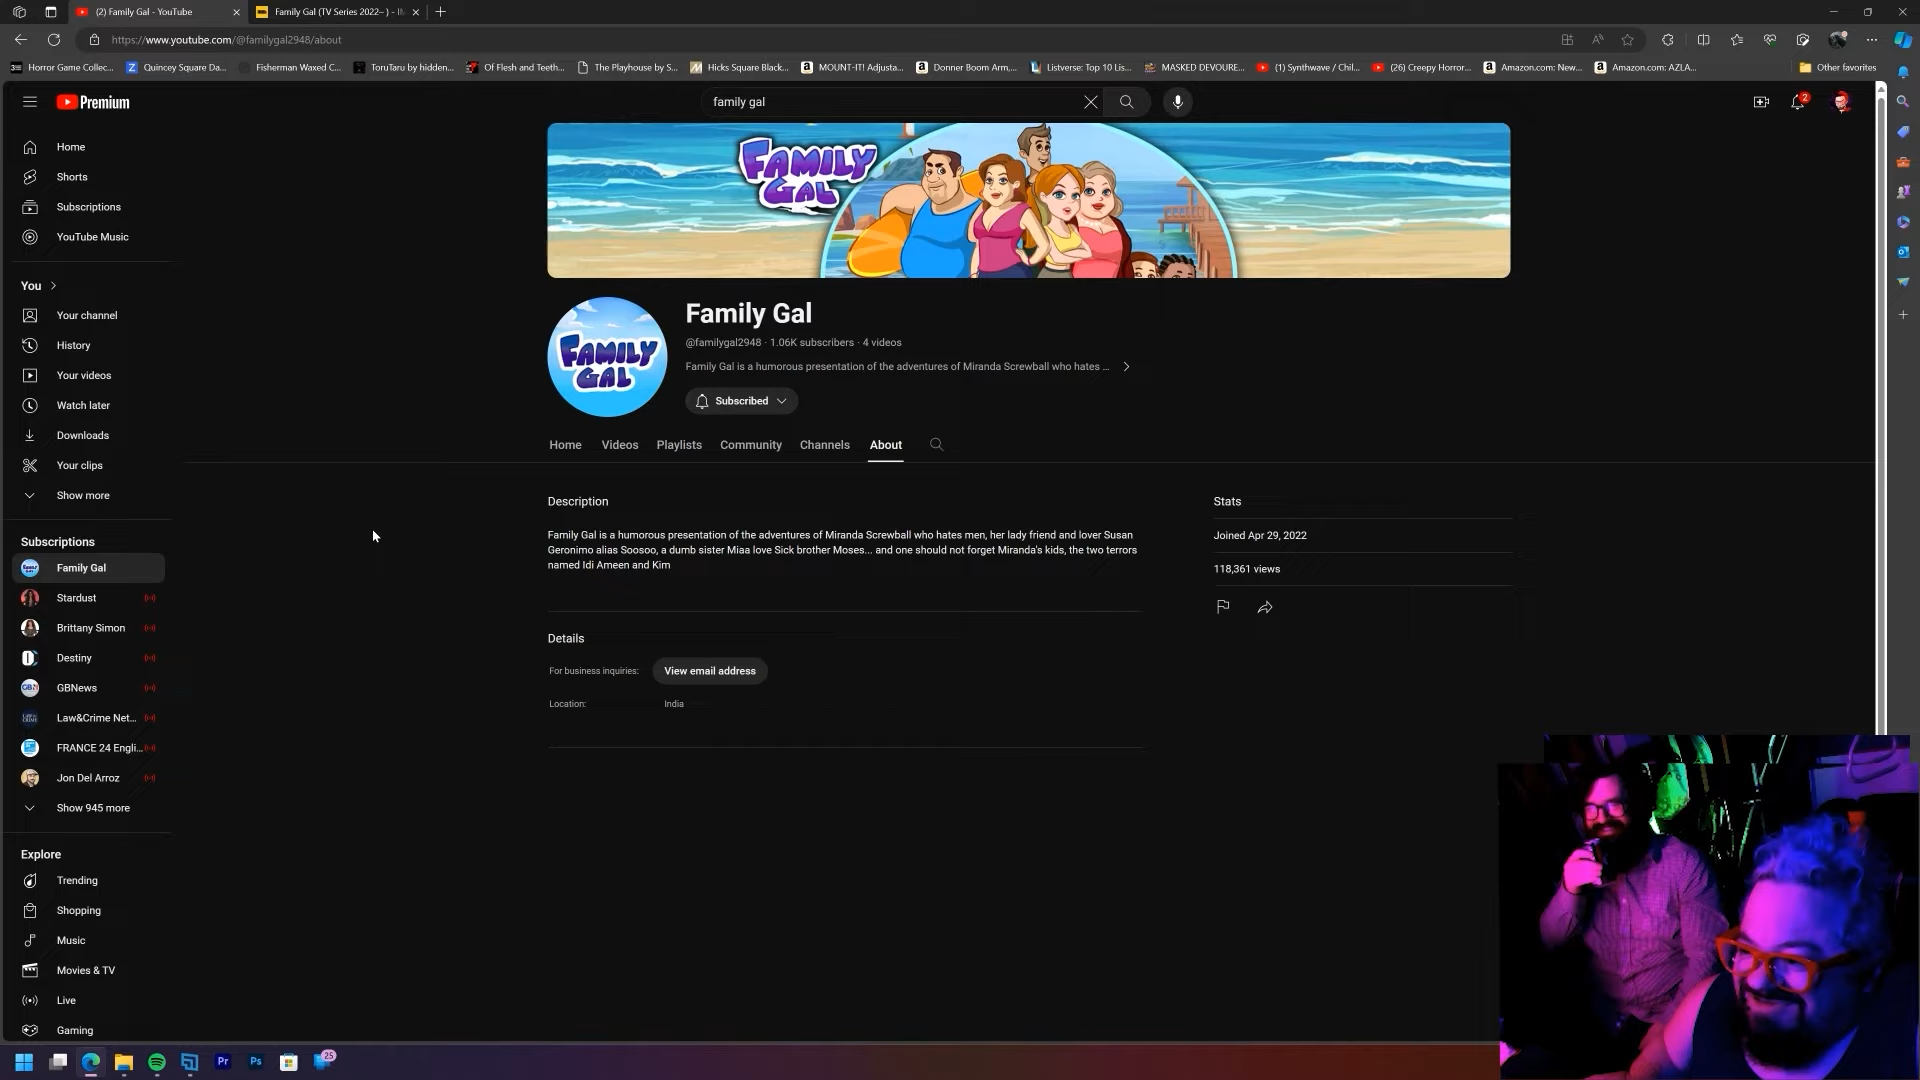 (2) Family Gal - YouTube
Family Gal (TV Series 2022– ) - IM
https://www.youtube.com/@familygal2948/about
Horror Game Collec...
Quincey Square Da...
Fisherman Waxed C...
ToruTaru by hidden...
Of Flesh and Teeth...
The Playhouse by S...
Hicks Square Black...
MOUNT-IT! Adjusta...
Donner Boom Arm,...
Listverse: Top 10 Lis...
MASKED DEVOURE...
(1) Synthwave / Chil...
(26) Creepy Horror...
Amazon.com: New...
Amazon.com: AZLA...
Other favorites
Premium
family gal
2
Home
Shorts
Subscriptions
YouTube Music
You
Your channel
History
Your videos
Watch later
Downloads
Your clips
Show more
Subscriptions
Family Gal
Stardust
Brittany Simon
Destiny
GBNews
Law&Crime Net...
FRANCE 24 Engli...
Jon Del Arroz
Show 945 more
Explore
Trending
Shopping
Music
Movies & TV
Live
Gaming
FAMILY
GAL
FAMILY
GAL
Family Gal
@familygal2948 · 1.06K subscribers · 4 videos
Family Gal is a humorous presentation of the adventures of Miranda Screwball who hates ...
Subscribed
Home Videos Playlists Community Channels About
Description
Family Gal is a humorous presentation of the adventures of Miranda Screwball who hates men, her lady friend and lover Susan
Geronimo alias Soosoo, a dumb sister Miaa love Sick brother Moses... and one should not forget Miranda's kids, the two terrors
named Idi Ameen and Kim
Details
For business inquiries: View email address
Location: India
Stats
Joined Apr 29, 2022
118,361 views
Pr
Ps
25